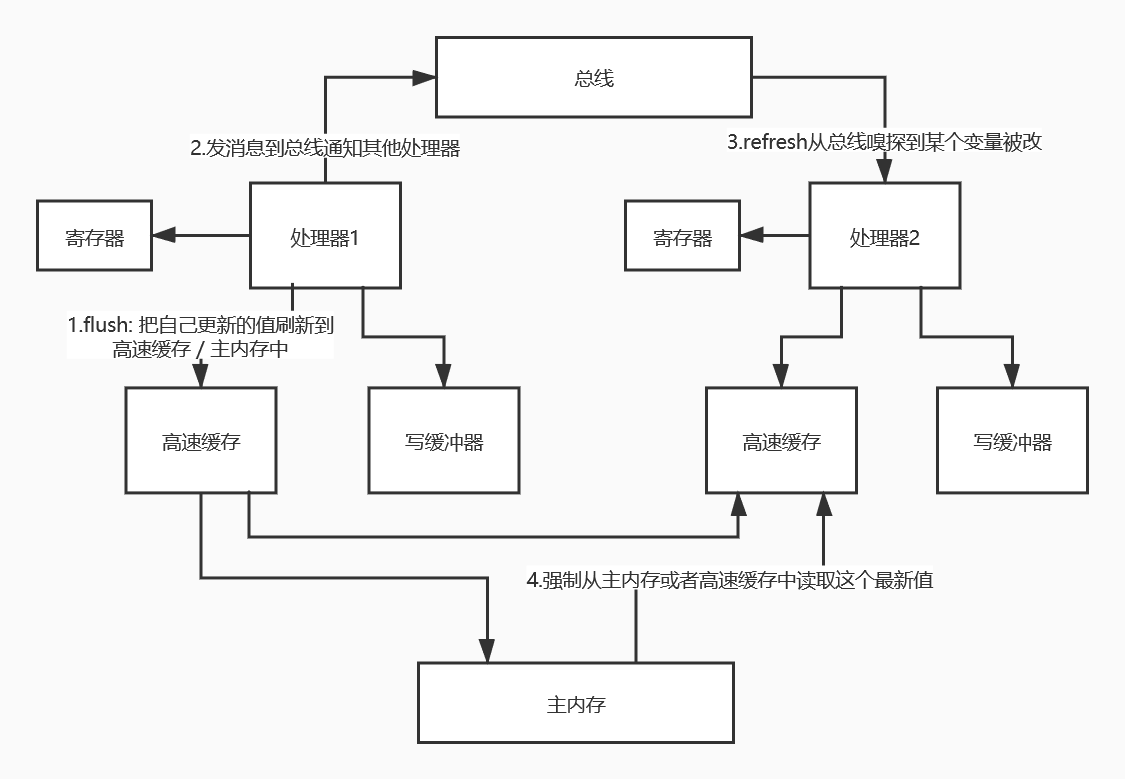 总线
2.发消息到总线通知其他处理器
3.refresh从总线嗅探到某个变量被改
寄存器
处理器1
寄存器
处理器2
1.flush: 把自己更新的值刷新到
高速缓存 / 主内存中
高速缓存
写缓冲器
高速缓存
写缓冲器
4.强制从主内存或者高速缓存中读取这个最新值
主内存